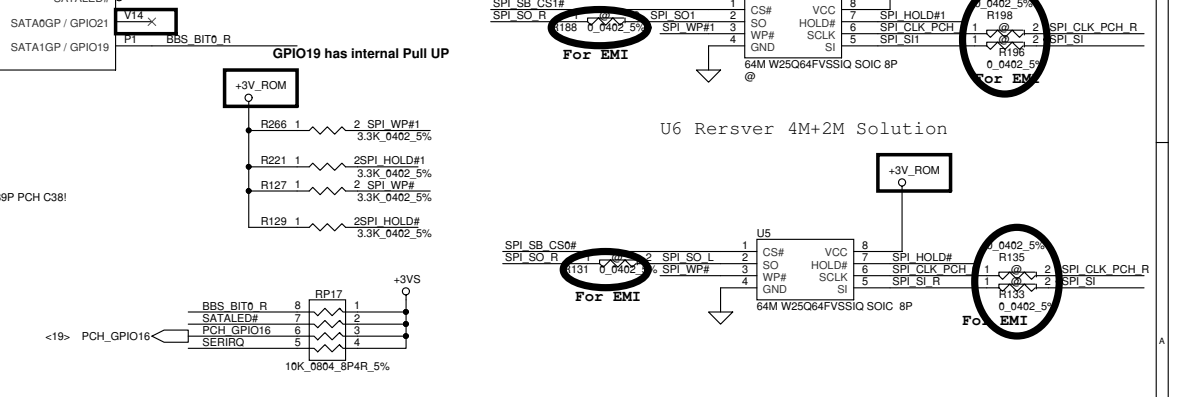 SATALED#
SATA0GP / GPIO21
V14
SATA1GP / GPIO19
P1
BBS_BIT0_R
GPIO19 has internal Pull UP
+3V_ROM
R266 1 2 SPI_WP#1
3.3K_0402_5%
R221 1 2SPI_HOLD#1
3.3K_0402_5%
R127 1 2 SPI_WP#
3.3K_0402_5%
R129 1 2SPI_HOLD#
3.3K_0402_5%
9P PCH C38!
+3VS
RP17
BBS_BIT0_R 8 1
SATALED# 7 2
PCH_GPIO16 6 3
SERIRQ 5 4
<19> PCH_GPIO16
10K_0804_8P4R_5%
SPI_SB_CS1#
SPI_SO_R 1 @ 2 SPI_SO1
R188 0_0402_5%
SPI_WP#1
For EMI
1 CS# VCC 8
2 SO HOLD# 7 SPI_HOLD#1
3 WP# SCLK 6 SPI_CLK_PCH
4 GND SI 5 SPI_SI1
64M W25Q64FVSSIQ SOIC 8P
@
0_0402_5%
R198
1 @ 2 SPI_CLK_PCH_R
1 @ 2 SPI_SI
R196
0_0402_5%
For EMI
U6 Rersver 4M+2M Solution
+3V_ROM
U5
SPI_SB_CS0#
SPI_SO_R 1 @ 2 SPI_SO_L
R131 0_0402_5% SPI_WP#
For EMI
1 CS# VCC 8
2 SO HOLD# 7 SPI_HOLD#
3 WP# SCLK 6 SPI_CLK_PCH
4 GND SI 5 SPI_SI_R
64M W25Q64FVSSIQ SOIC 8P
0_0402_5%
R135
1 @ 2 SPI_CLK_PCH_R
1 @ 2 SPI_SI
R133
0_0402_5%
For EMI
A